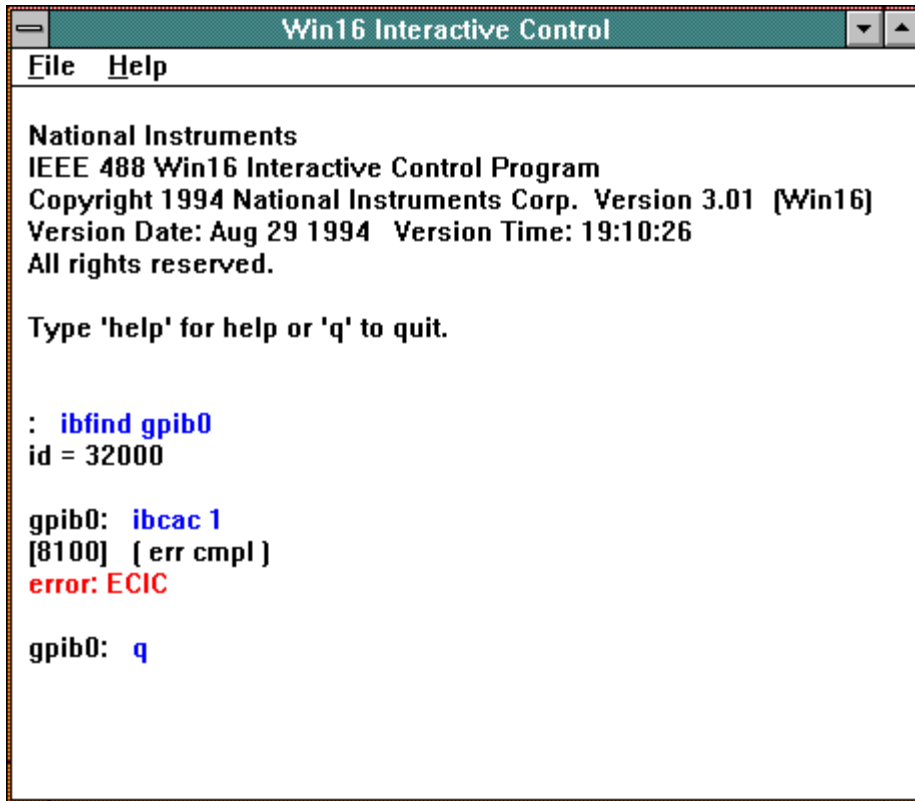 Win16 Interactive Control
File Help
National Instruments
IEEE 488 Win16 Interactive Control Program
Copyright 1994 National Instruments Corp. Version 3.01 (Win16)
Version Date: Aug 29 1994 Version Time: 19:10:26
All rights reserved.
Type 'help' for help or 'q' to quit.
: ibfind gpib0
id = 32000
gpib0: ibcac 1
[8100] ( err cmpl )
error: ECIC
gpib0: q